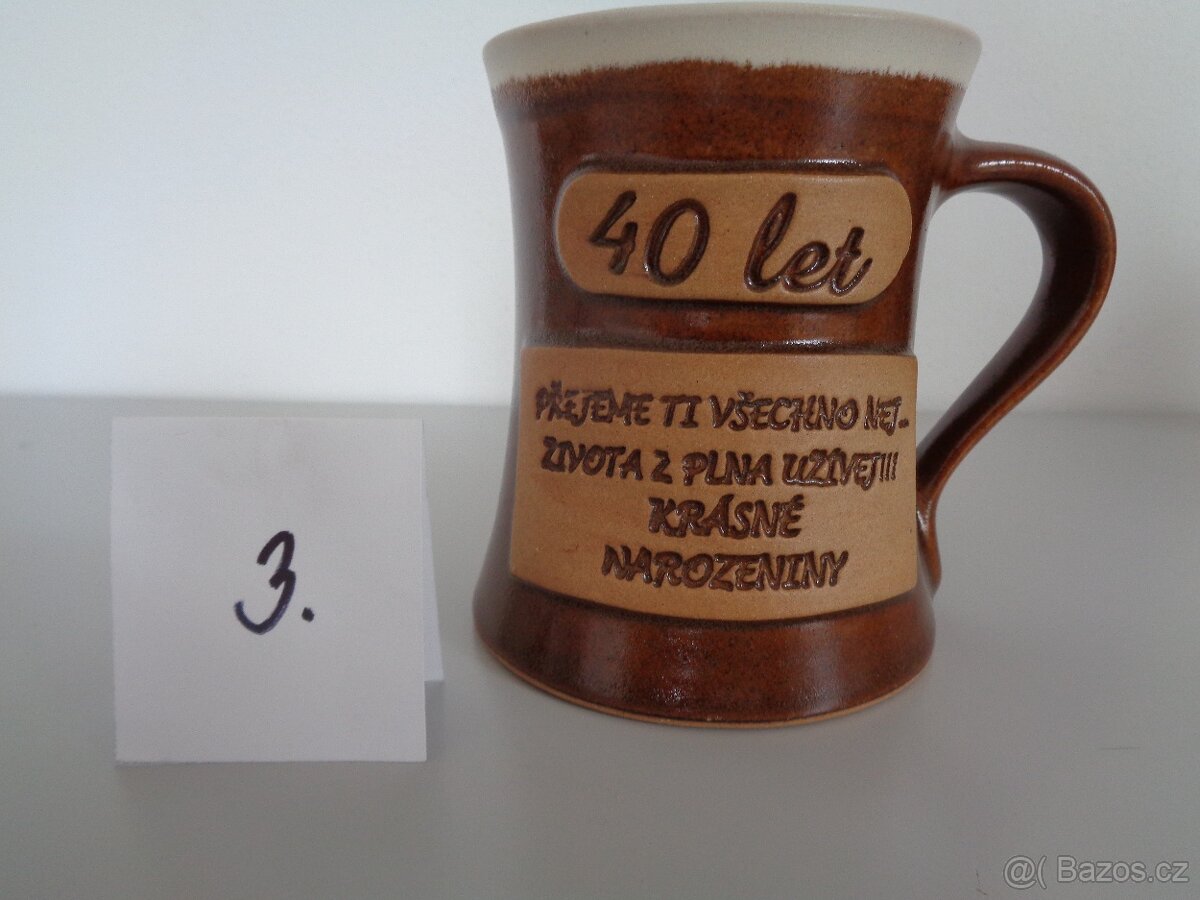 40 let
PŘEJEME TI VŠECHNO NEJ...
ŽIVOTA Z PLNA UŽÍVEJ!!!
KRÁSNÉ
NAROZENINY
3.
@( Bazos.cz